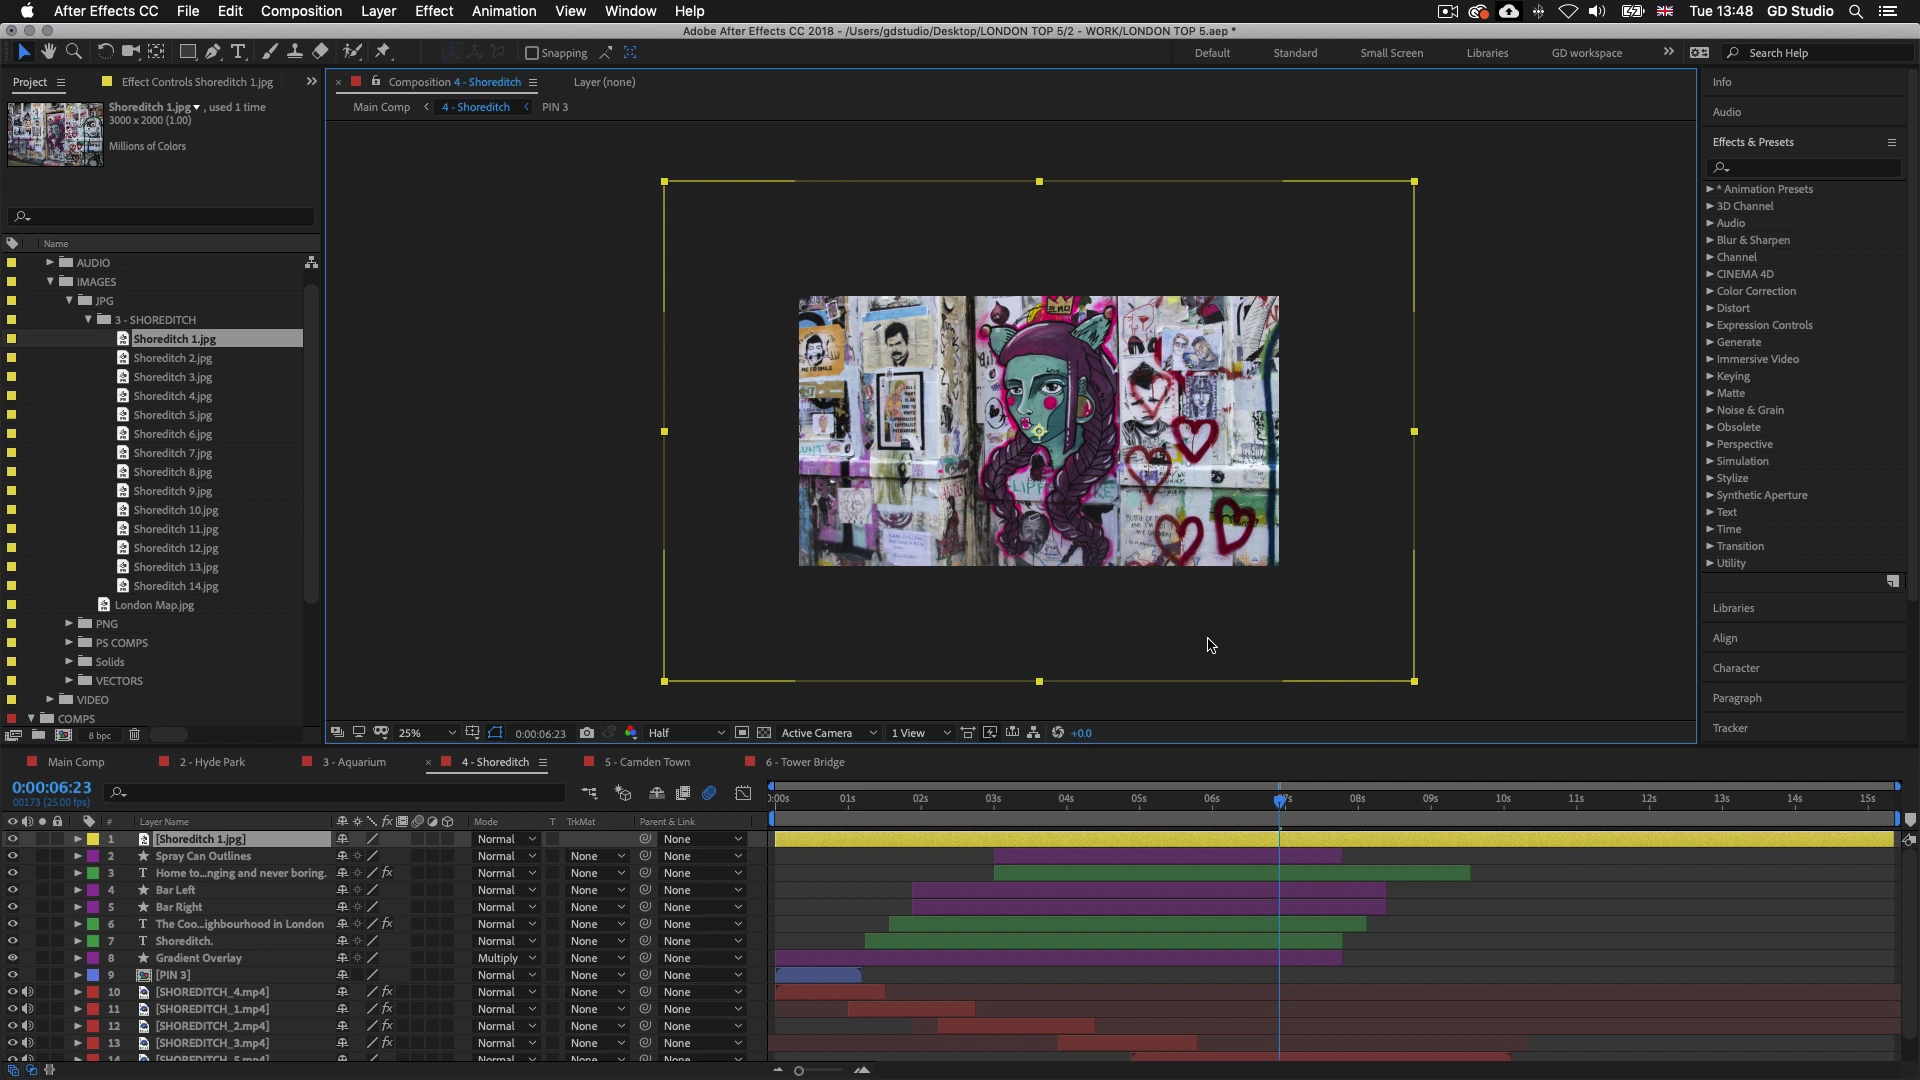 After Effects CC File Edit Composition Layer Effect Animation View Window Help Tue 13:48 GD Studio
Adobe After Effects CC 2018 - /Users/gdstudio/Desktop/LONDON TOP 5/2 - WORK/LONDON TOP 5.aep *
Snapping Default Standard Small Screen Libraries GD workspace Search Help
Project Effect Controls Shoreditch 1.jpg
Composition 4 - Shoreditch Layer (none)
Main Comp 4 - Shoreditch PIN 3
Shoreditch 1.jpg , used 1 time
3000 x 2000 (1.00)
Millions of Colors
Name
AUDIO
IMAGES
JPG
3 - SHOREDITCH
Shoreditch 1.jpg
Shoreditch 2.jpg
Shoreditch 3.jpg
Shoreditch 4.jpg
Shoreditch 5.jpg
Shoreditch 6.jpg
Shoreditch 7.jpg
Shoreditch 8.jpg
Shoreditch 9.jpg
Shoreditch 10.jpg
Shoreditch 11.jpg
Shoreditch 12.jpg
Shoreditch 13.jpg
Shoreditch 14.jpg
London Map.jpg
PNG
PS COMPS
Solids
VECTORS
VIDEO
COMPS
8 bpc
25% 0:00:06:23 Half Active Camera 1 View +0.0
Info
Audio
Effects & Presets
* Animation Presets
3D Channel
Audio
Blur & Sharpen
Channel
CINEMA 4D
Color Correction
Distort
Expression Controls
Generate
Immersive Video
Keying
Matte
Noise & Grain
Obsolete
Perspective
Simulation
Stylize
Synthetic Aperture
Text
Time
Transition
Utility
Libraries
Align
Character
Paragraph
Tracker
Main Comp 2 - Hyde Park 3 - Aquarium 4 - Shoreditch 5 - Camden Town 6 - Tower Bridge
0:00:06:23
00173 (25.00 fps)
:00s 01s 02s 03s 04s 05s 06s 7s 08s 09s 10s 11s 12s 13s 14s 15s
# Layer Name Mode T TrkMat Parent & Link
1 [Shoreditch 1.jpg] Normal None
2 Spray Can Outlines Normal None None
3 Home to...nging and never boring. Normal None None
4 Bar Left Normal None None
5 Bar Right Normal None None
6 The Coo...ighbourhood in London Normal None None
7 Shoreditch. Normal None None
8 Gradient Overlay Multiply None None
9 [PIN 3] Normal None None
10 [SHOREDITCH_4.mp4] Normal None None
11 [SHOREDITCH_1.mp4] Normal None None
12 [SHOREDITCH_2.mp4] Normal None None
13 [SHOREDITCH_3.mp4] Normal None None
14 [SHOREDITCH_5.mp4] Normal None None